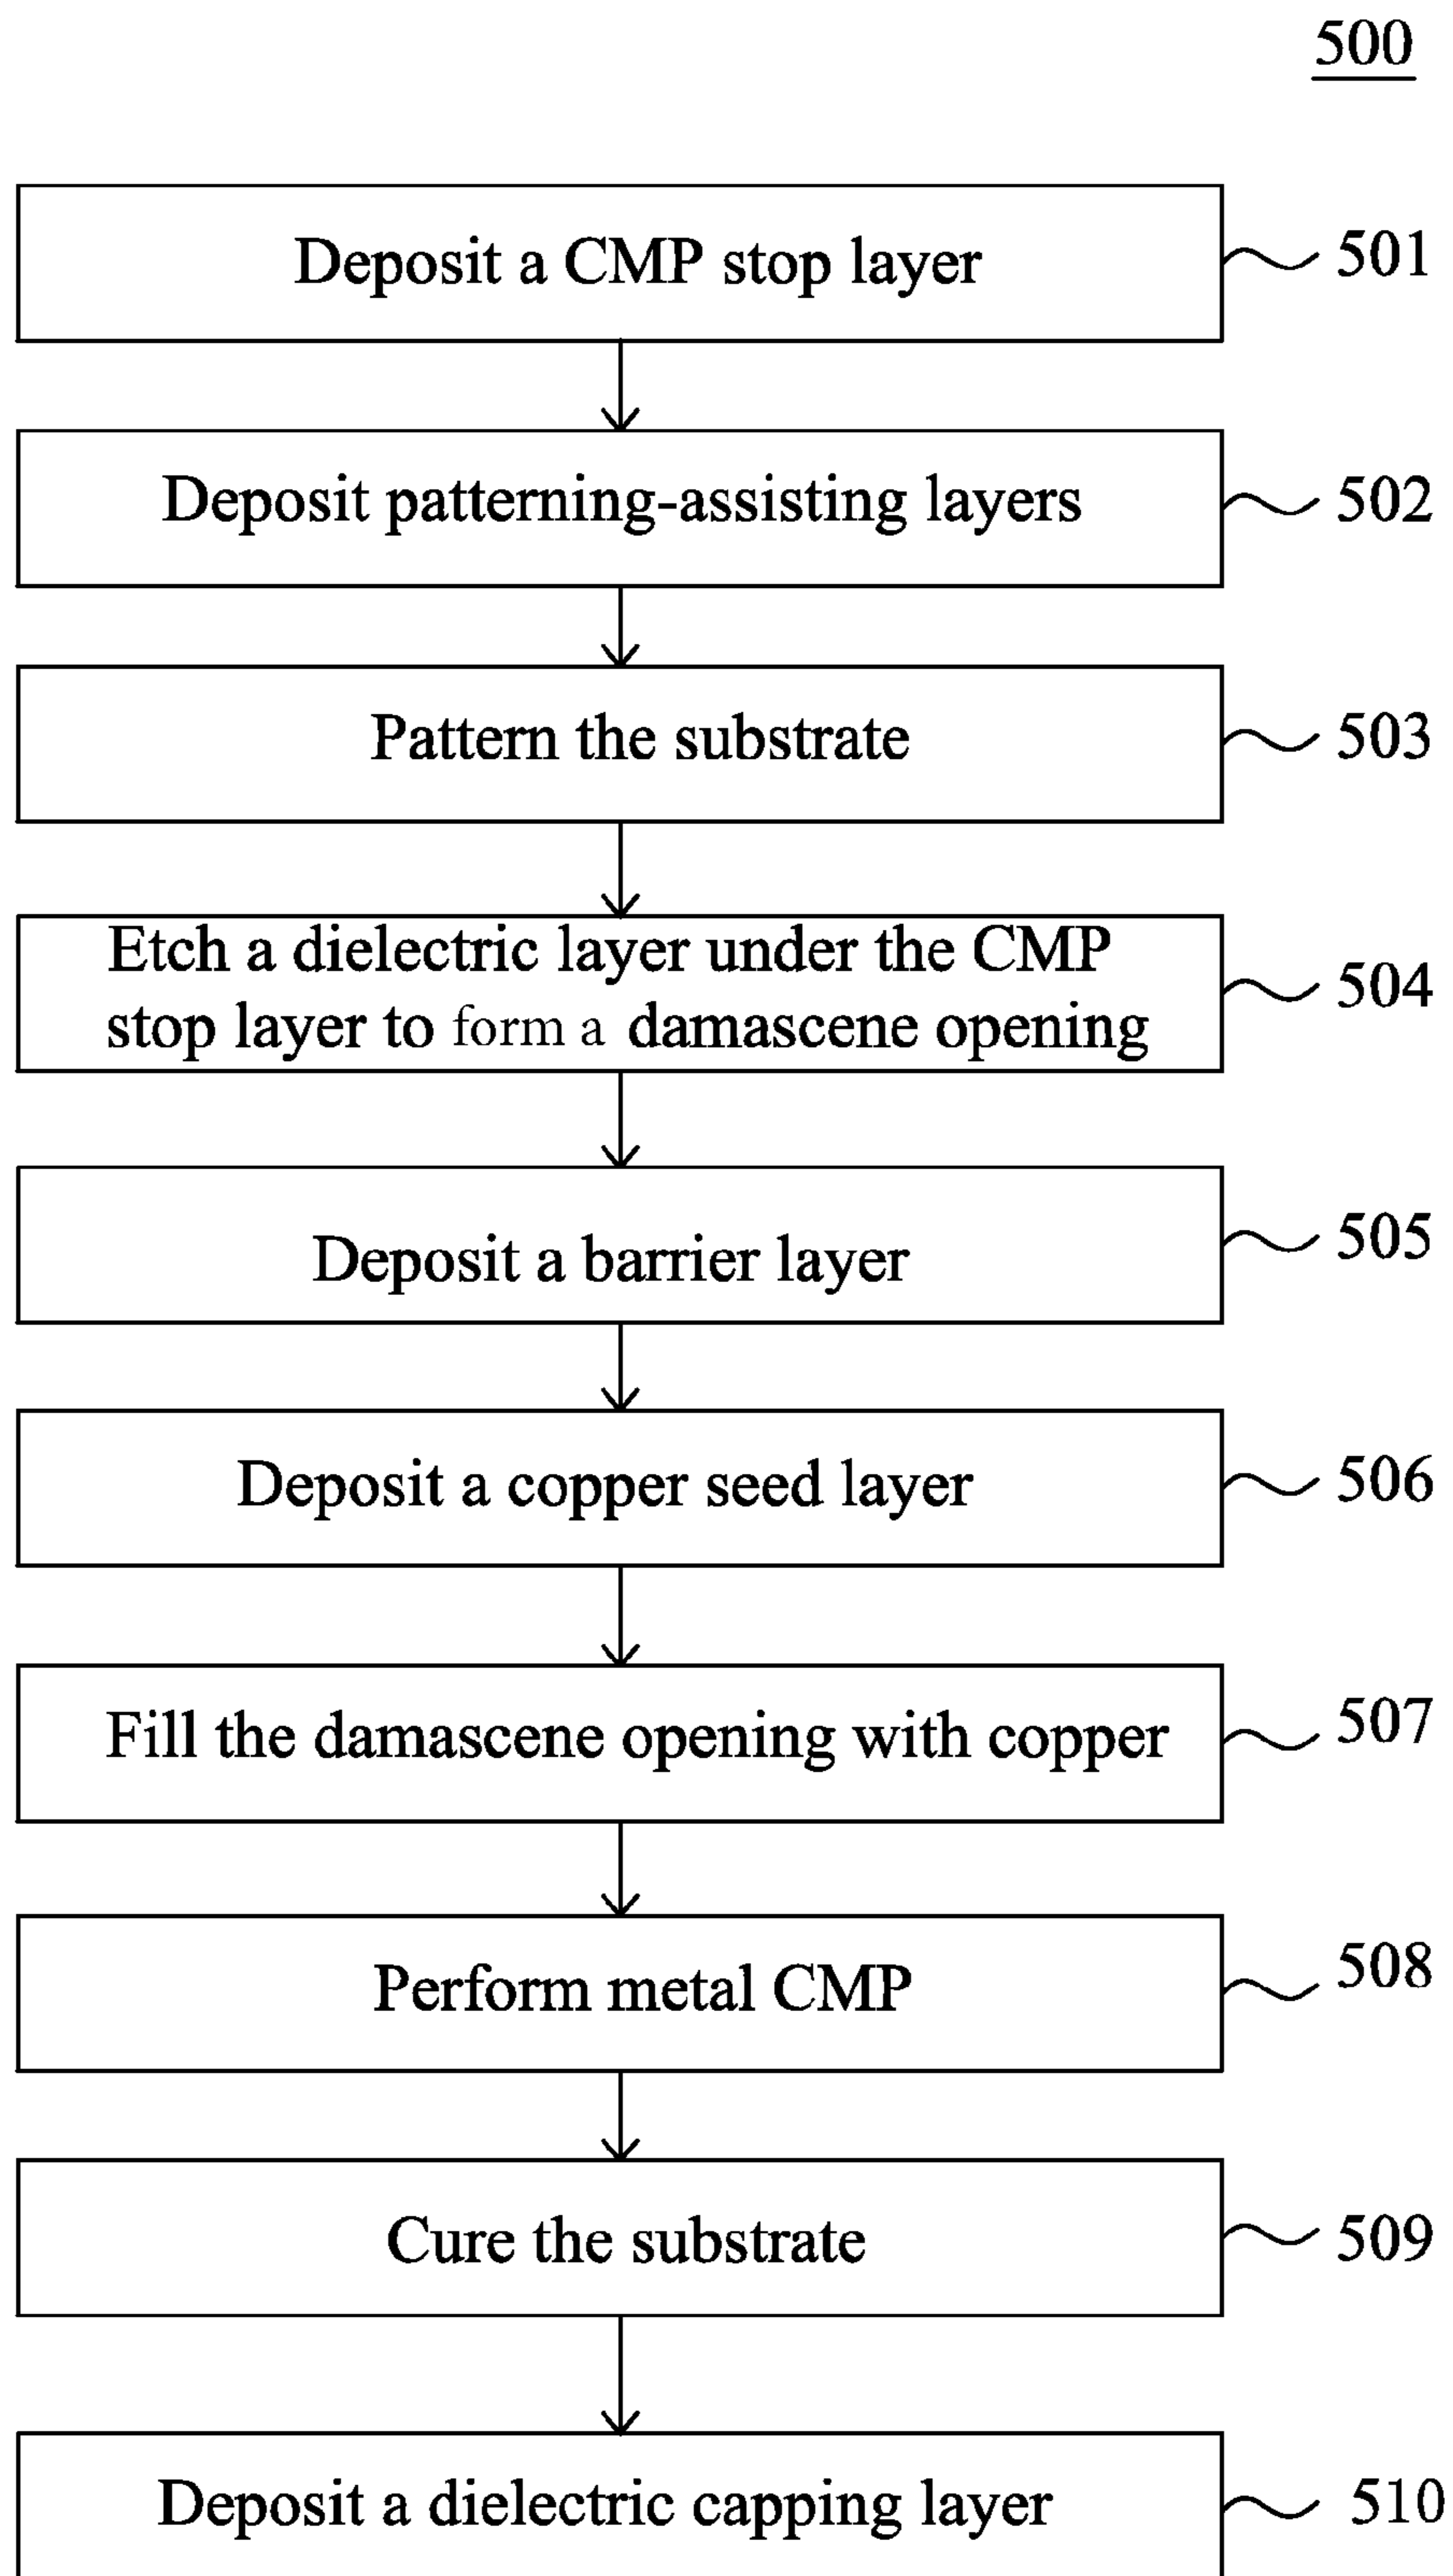 500
Deposit a CMP stop layer
501
Deposit patterning-assisting layers
502
Pattern the substrate
503
Etch a dielectric layer under the CMP
stop layer to form a damascene opening
504
Deposit a barrier layer
505
Deposit a copper seed layer
506
Fill the damascene opening with copper
507
Perform metal CMP
508
Cure the substrate
509
Deposit a dielectric capping layer
510